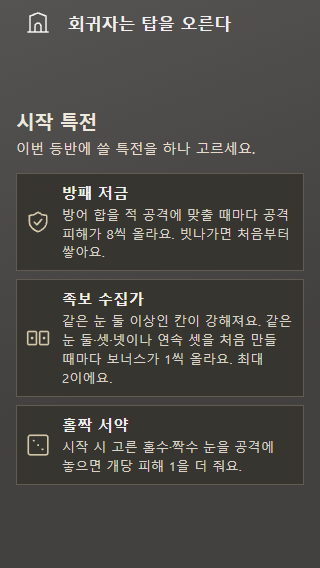 회귀자는 탑을 오른다
시작 특전
이번 등반에 쓸 특전을 하나 고르세요.
방패 저금
방어 합을 적 공격에 맞출 때마다 공격
피해가 8씩 올라요. 빗나가면 처음부터
쌓아요.
족보 수집가
같은 눈 둘 이상인 칸이 강해져요. 같은
눈 둘·셋·넷이나 연속 셋을 처음 만들
때마다 보너스가 1씩 올라요. 최대
2이에요.
홀짝 서약
시작 시 고른 홀수·짝수 눈을 공격에
놓으면 개당 피해 1을 더 줘요.